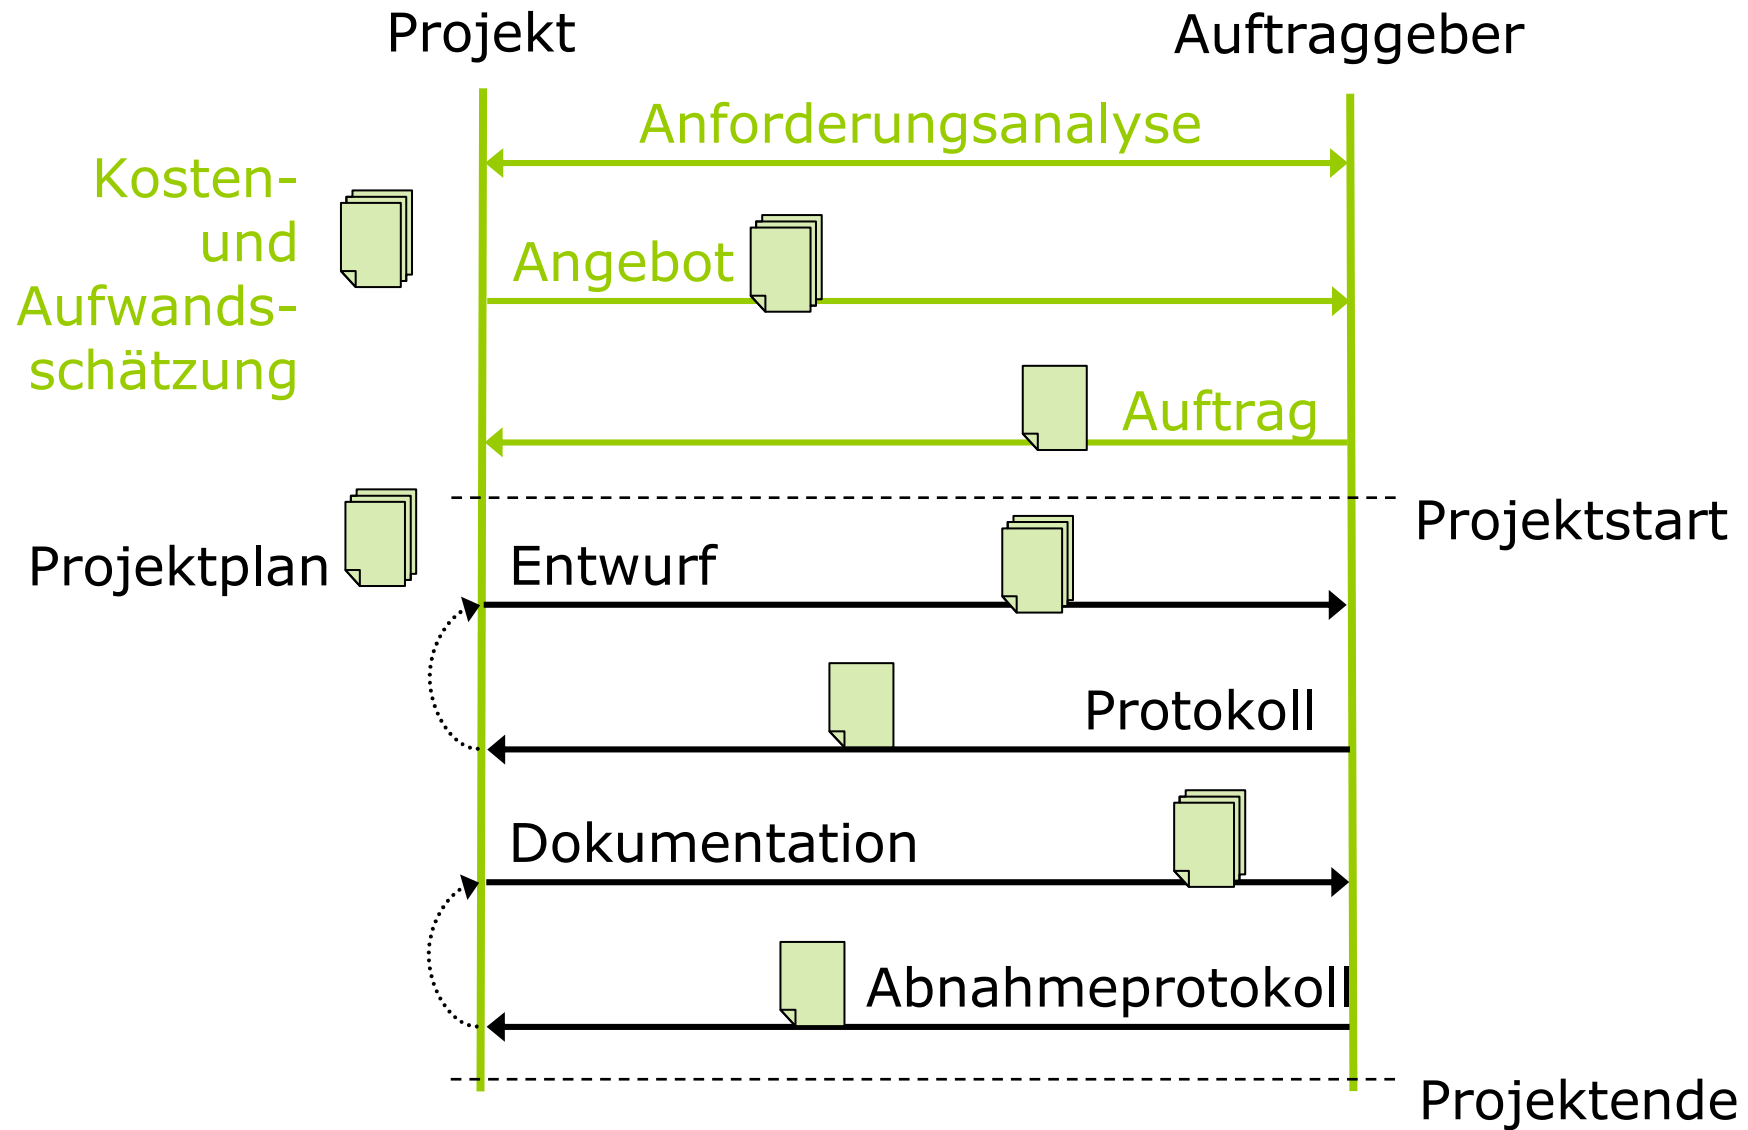 Projekt
Auftraggeber
Anforderungsanalyse
Kosten-
und
Aufwands-
schätzung
Angebot
Auftrag
Projektstart
Projektplan
Entwurf
Protokoll
Dokumentation
Abnahmeprotokoll
Projektende